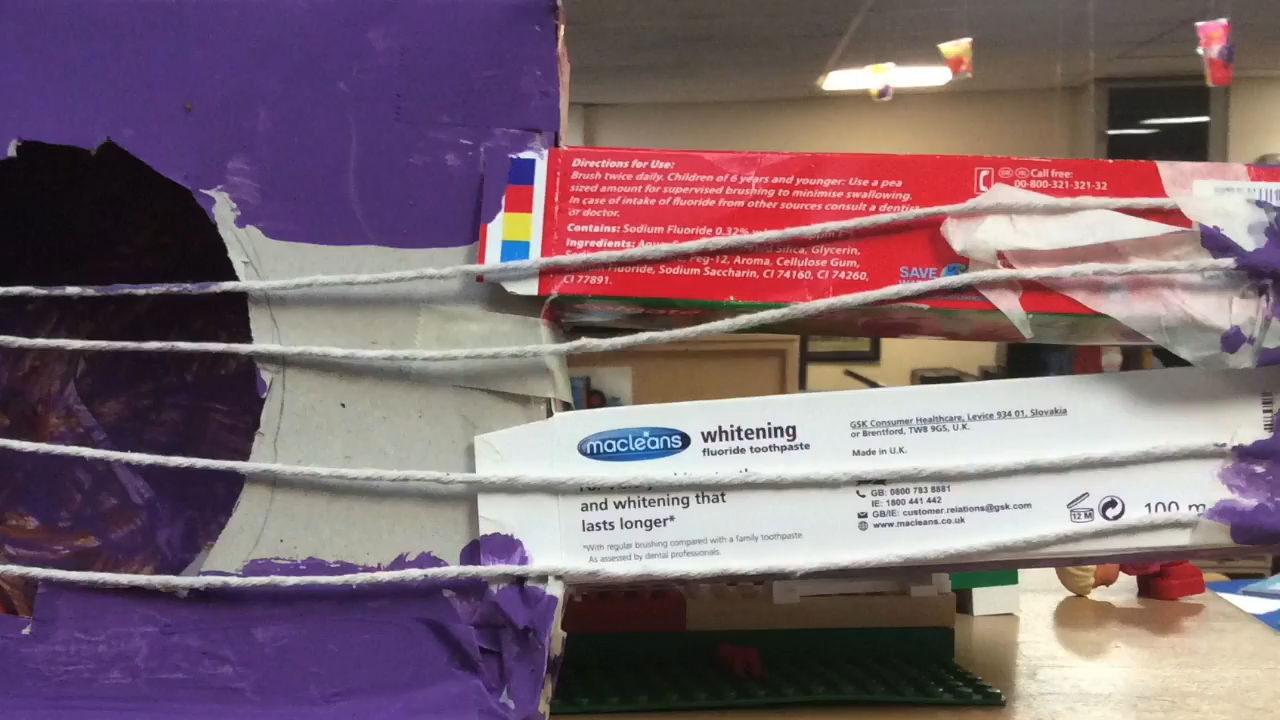 Directions for Use:
Brush twice daily. Children of 6 years and younger: Use a pea
sized amount for supervised brushing to minimise swallowing.
In case of intake of fluoride from other sources consult a dentist
or doctor.
Contains: Sodium Fluoride 0.32%
Ingredients: Silica, Glycerin,
Peg-12, Aroma, Cellulose Gum,
Fluoride, Sodium Saccharin, CI 74160, CI 74260,
CI 77891.
Call free:
00-800-321-321-32
SAVE
macleans
whitening
fluoride toothpaste
and whitening that
lasts longer*
*With regular brushing compared with a family toothpaste
As assessed by dental professionals.
GSK Consumer Healthcare, Levice 934 01, Slovakia
or Brentford, TW8 9GS, U.K.
Made in U.K.
GB: 0800 783 8881
IE: 1800 441 442
GB/IE: customer.relations@gsk.com
www.macleans.co.uk
12 M
100 m